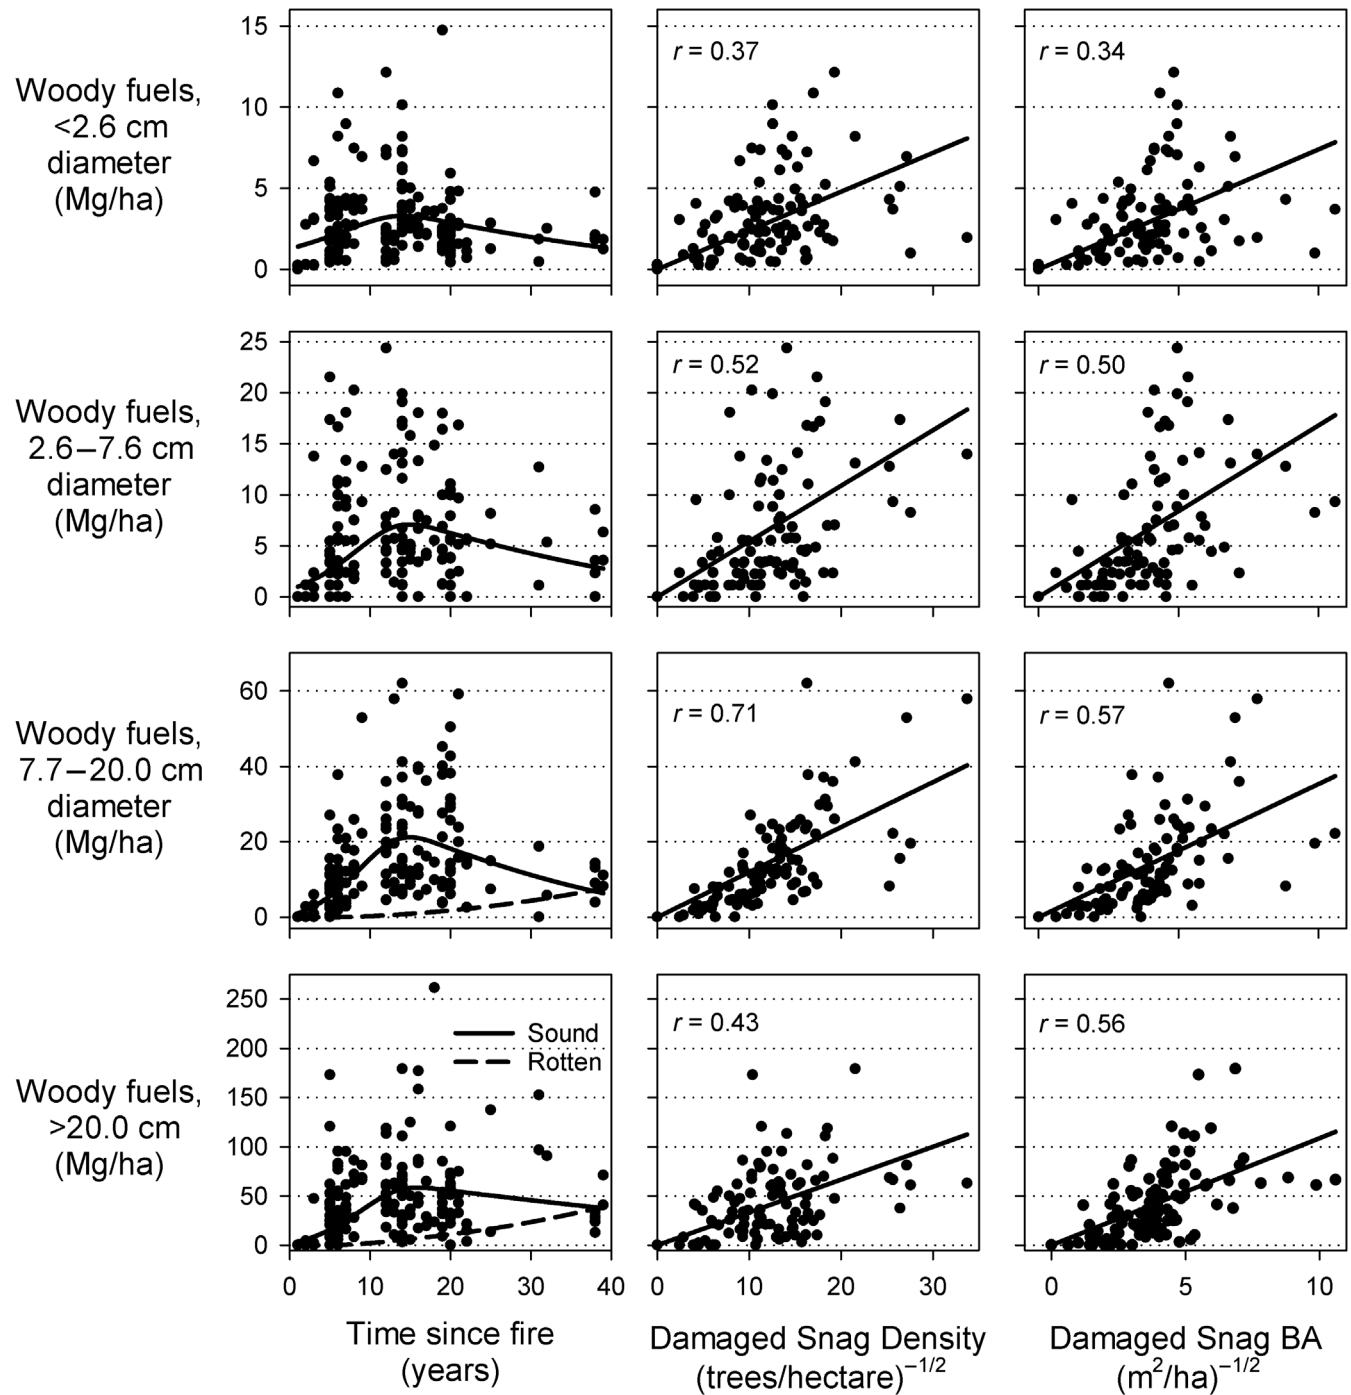 Woody fuels,
<2.6 cm
diameter
(Mg/ha)
15
10
5
0
r = 0.37
r = 0.34
Woody fuels,
2.6–7.6 cm
diameter
(Mg/ha)
25
20
15
10
5
0
r = 0.52
r = 0.50
Woody fuels,
7.7–20.0 cm
diameter
(Mg/ha)
60
40
20
0
r = 0.71
r = 0.57
Woody fuels,
>20.0 cm
(Mg/ha)
250
200
150
100
50
0
Sound
Rotten
r = 0.43
r = 0.56
0 10 20 30 40
0 10 20 30
0 5 10
Time since fire
(years)
Damaged Snag Density
(trees/hectare)⁻¹/²
Damaged Snag BA
(m²/ha)⁻¹/²